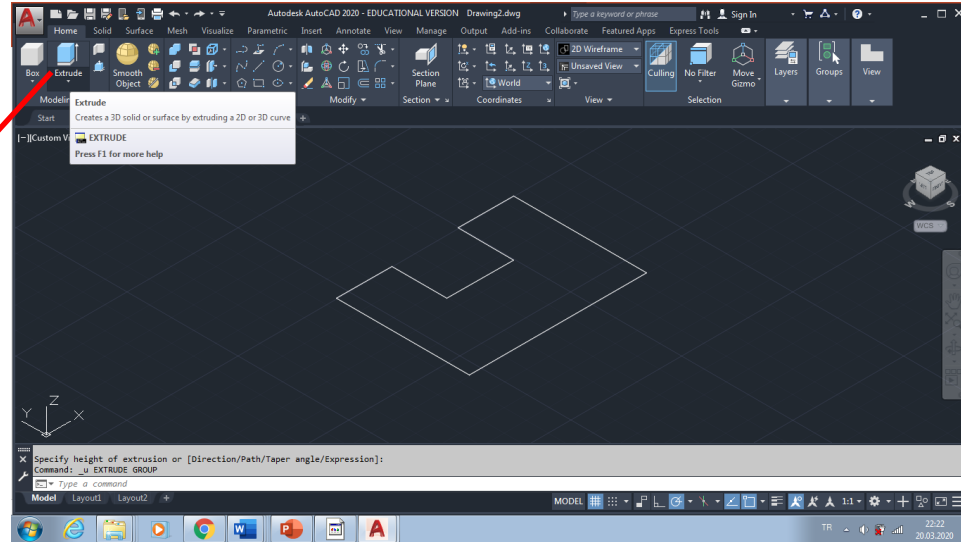 Autodesk AutoCAD 2020 - EDUCATIONAL VERSION Drawing2.dwg
Type a keyword or phrase
Sign In
Home Solid Surface Mesh Visualize Parametric Insert Annotate View Manage Output Add-ins Collaborate Featured Apps Express Tools
2D Wireframe
Unsaved View
World
Box Extrude Smooth Object Section Plane Culling No Filter Move Gizmo Layers Groups View
Modify Section Coordinates View Selection
Extrude
Creates a 3D solid or surface by extruding a 2D or 3D curve
EXTRUDE
Press F1 for more help
Start
+
WCS
Z
Y X
Specify height of extrusion or [Direction/Path/Taper angle/Expression]:
Command: _u EXTRUDE GROUP
Type a command
Model Layout1 Layout2 +
MODEL 1:1
TR 22:22
20.03.2020